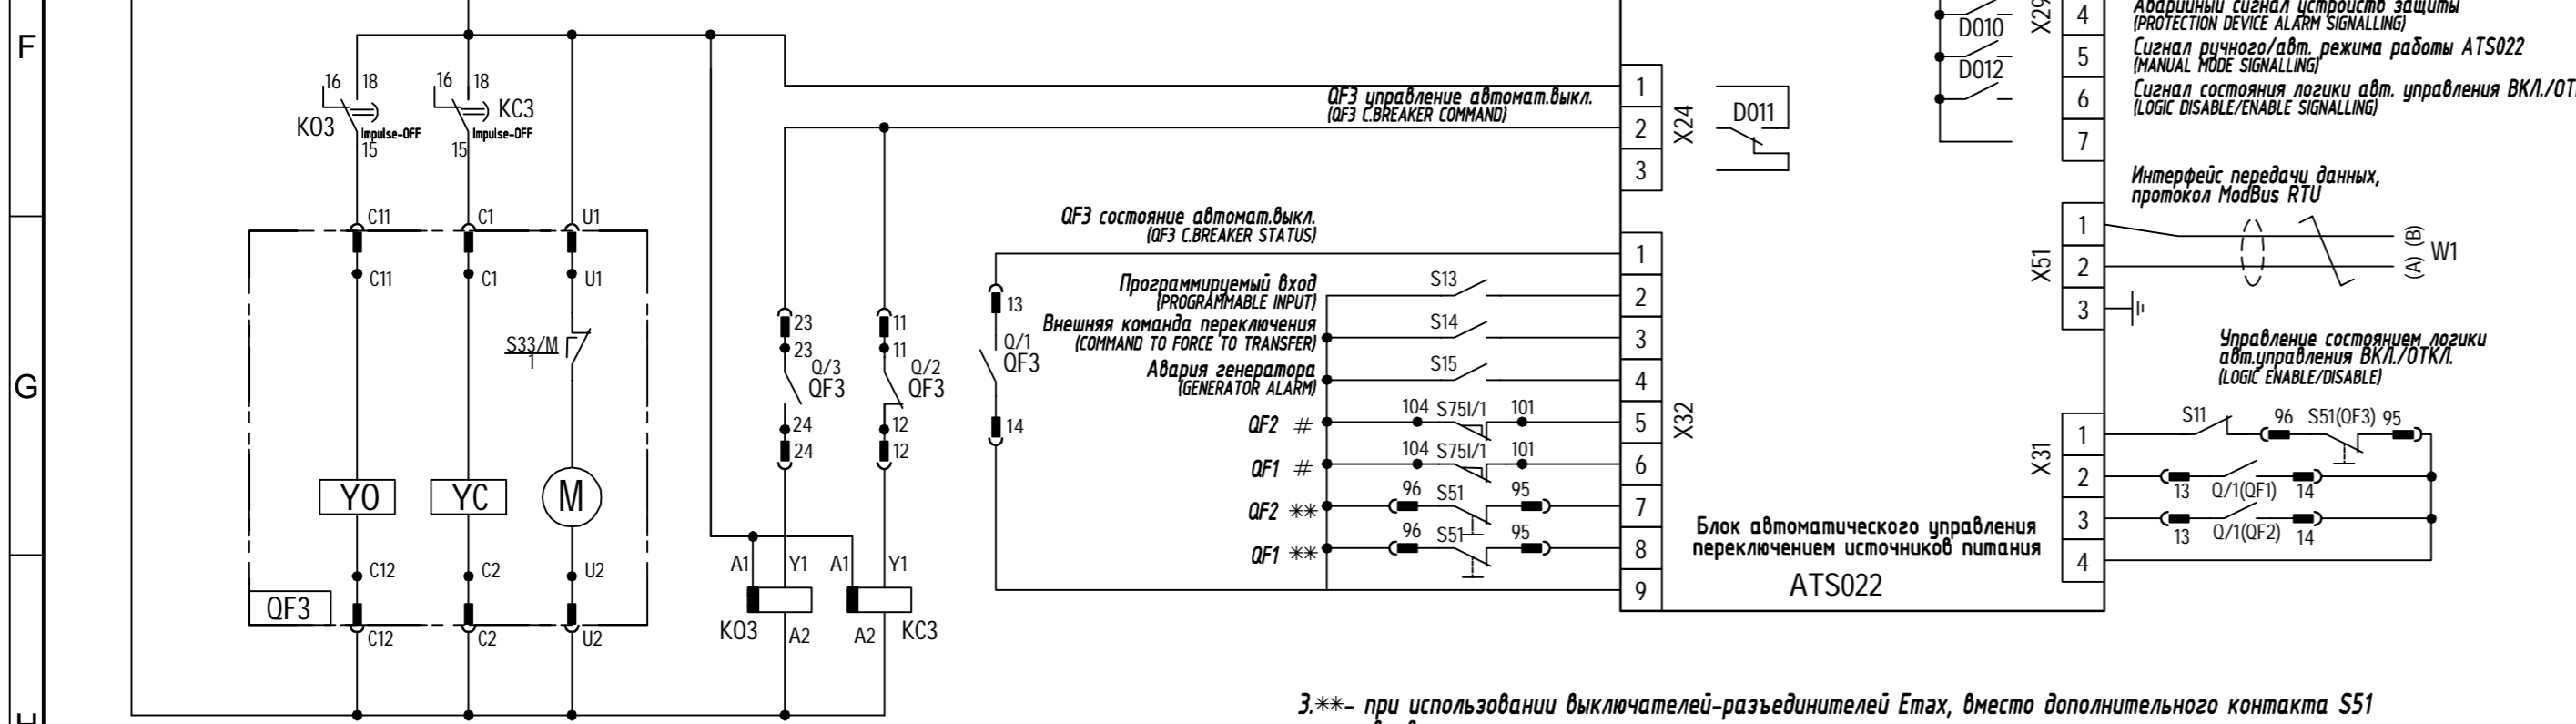 F
G
16
18
KO3
Impulse-OFF
15
16
18
KC3
Impulse-OFF
15
C11
C1
U1
C11
C1
U1
S33/M
1
YO
YC
M
C12
C2
U2
QF3
C12
C2
U2
23
23
Q/3
QF3
24
24
11
11
Q/2
QF3
12
12
A1
Y1
A1
Y1
KO3
A2
A2
KC3
13
Q/1
QF3
14
QF3 управление автомат.выкл.
(QF3 C.BREAKER COMMAND)
1
2
3
X24
D011
QF3 состояние автомат.выкл.
(QF3 C.BREAKER STATUS)
Программируемый вход
(PROGRAMMABLE INPUT)
S13
Внешняя команда переключения
(COMMAND TO FORCE TO TRANSFER)
S14
Авария генератора
(GENERATOR ALARM)
S15
QF2 #
104 S75I/1 101
QF1 #
104 S75I/1 101
QF2 **
96 S51 95
QF1 **
96 S51 95
1
2
3
4
5
6
7
8
9
X32
Блок автоматического управления
переключением источников питания
ATS022
D010
D012
X29
4
5
6
7
Аварийный сигнал устройств защиты
(PROTECTION DEVICE ALARM SIGNALLING)
Сигнал ручного/авт. режима работы ATS022
(MANUAL MODE SIGNALLING)
Сигнал состояния логики авт. управления ВКЛ./ОТ
(LOGIC DISABLE/ENABLE SIGNALLING)
Интерфейс передачи данных,
протокол ModBus RTU
X51
1
2
3
(B)
(A)
W1
Управление состоянием логики
авт.управления ВКЛ./ОТКЛ.
(LOGIC ENABLE/DISABLE)
X31
1
2
3
4
S11 96 S51(QF3) 95
13 Q/1(QF1) 14
13 Q/1(QF2) 14
3.**- при использовании выключателей-разъединителей Emax, вместо дополнительного контакта S51